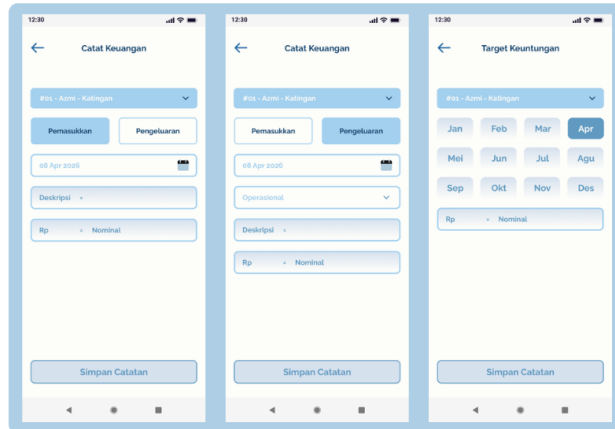 12:30
Catat Keuangan
#01 - Azmi - Katingan
Pemasukkan
Pengeluaran
08 Apr 2026
Deskripsi
Rp
Nominal
Simpan Catatan
12:30
Catat Keuangan
#01 - Azmi - Katingan
Pemasukkan
Pengeluaran
08 Apr 2026
Operasional
Deskripsi
Rp
Nominal
Simpan Catatan
12:30
Target Keuntungan
#01 - Azmi - Katingan
Jan Feb Mar Apr
Mei Jun Jul Agu
Sep Okt Nov Des
Rp
Nominal
Simpan Catatan